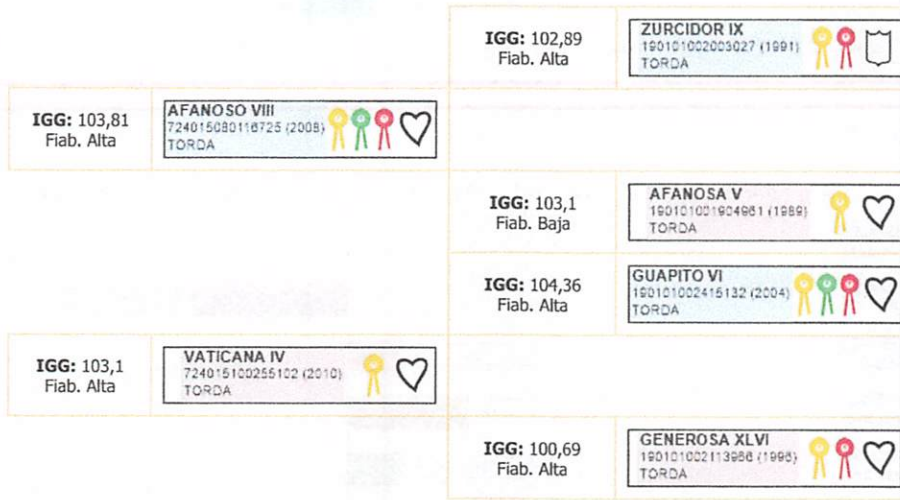 IGG: 102,89
Fiab. Alta
ZURCIDOR IX
190101002003027 (1991)
TORDA
IGG: 103,81
Fiab. Alta
AFANOSO VIII
724015080116725 (2008)
TORDA
IGG: 103,1
Fiab. Baja
AFANOSA V
190101001904961 (1989)
TORDA
IGG: 104,36
Fiab. Alta
GUAPITO VI
190101002415132 (2004)
TORDA
IGG: 103,1
Fiab. Alta
VATICANA IV
724015100255102 (2010)
TORDA
IGG: 100,69
Fiab. Alta
GENEROSA XLVI
190101002113966 (1996)
TORDA